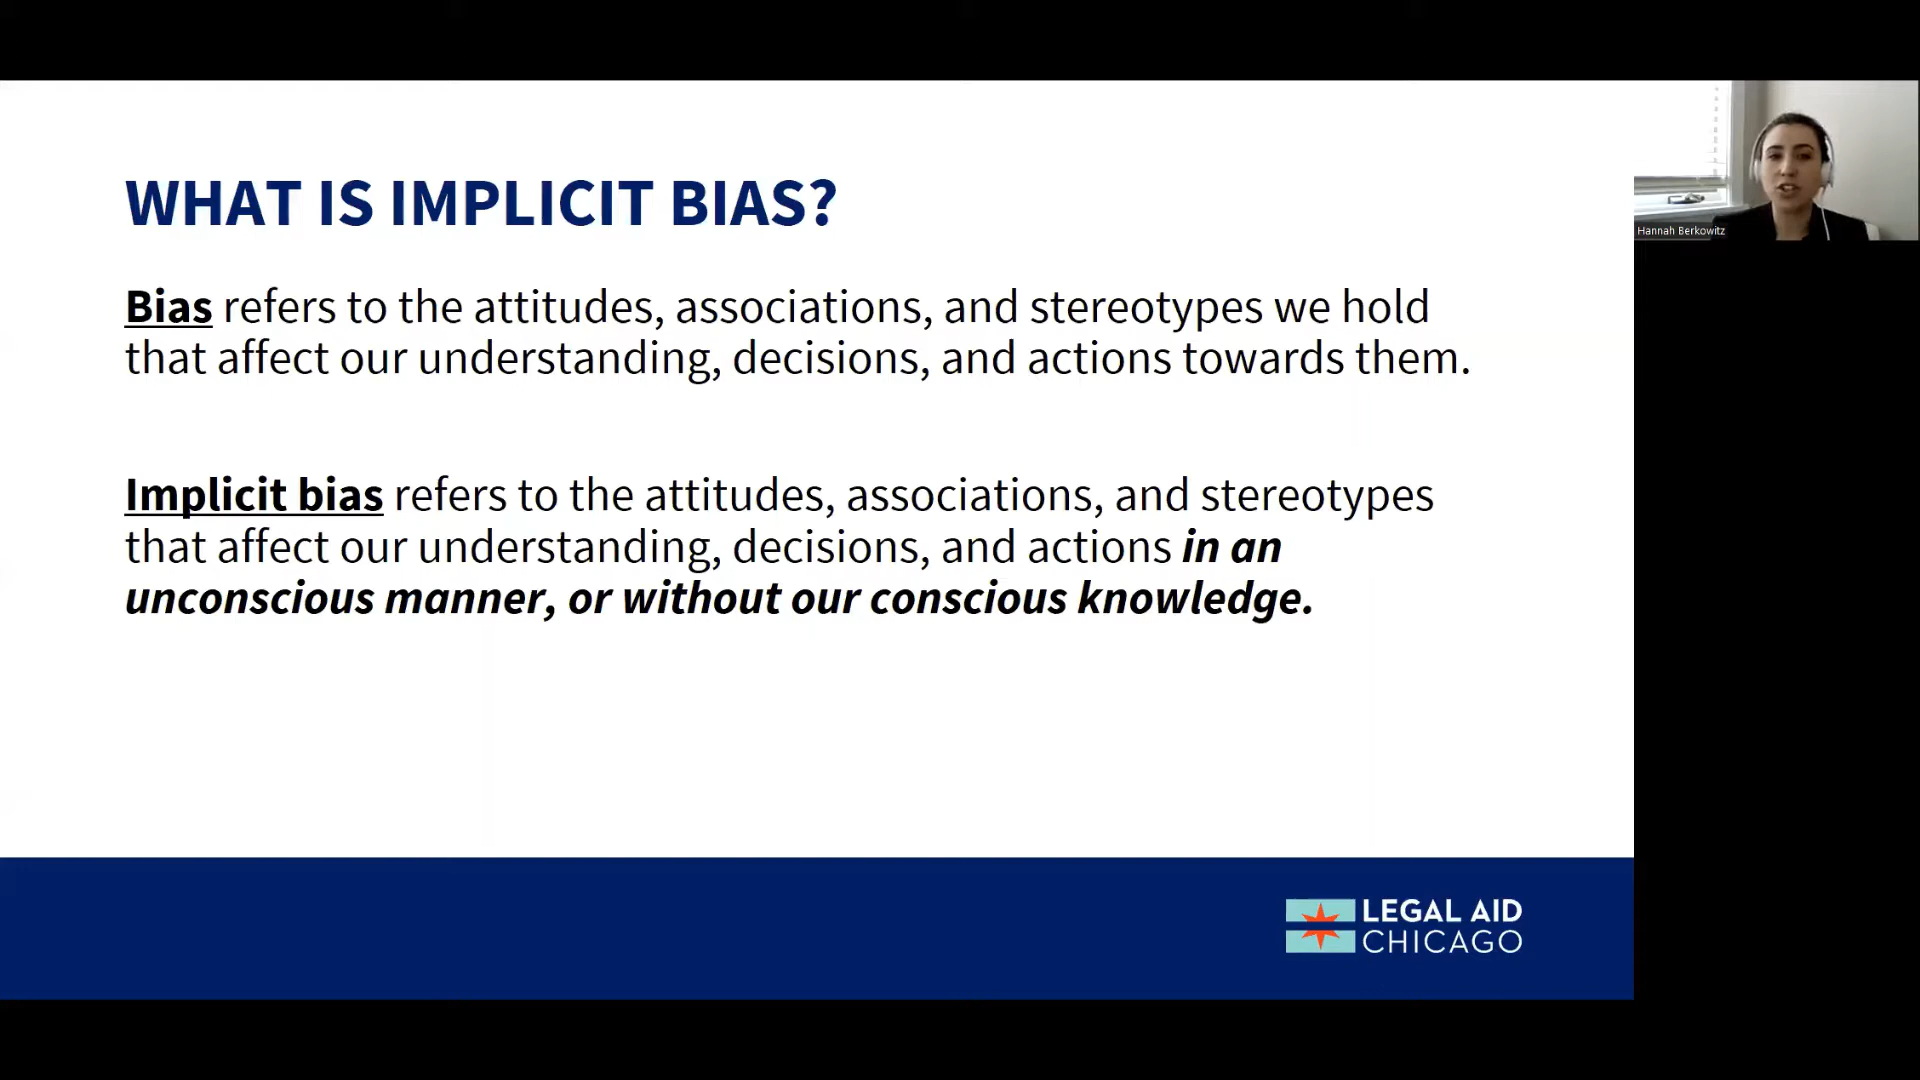 WHAT IS IMPLICIT BIAS?
Bias refers to the attitudes, associations, and stereotypes we hold
that affect our understanding, decisions, and actions towards them.
Implicit bias refers to the attitudes, associations, and stereotypes
that affect our understanding, decisions, and actions in an
unconscious manner, or without our conscious knowledge.
Hannah Berkowitz
LEGAL AID
CHICAGO